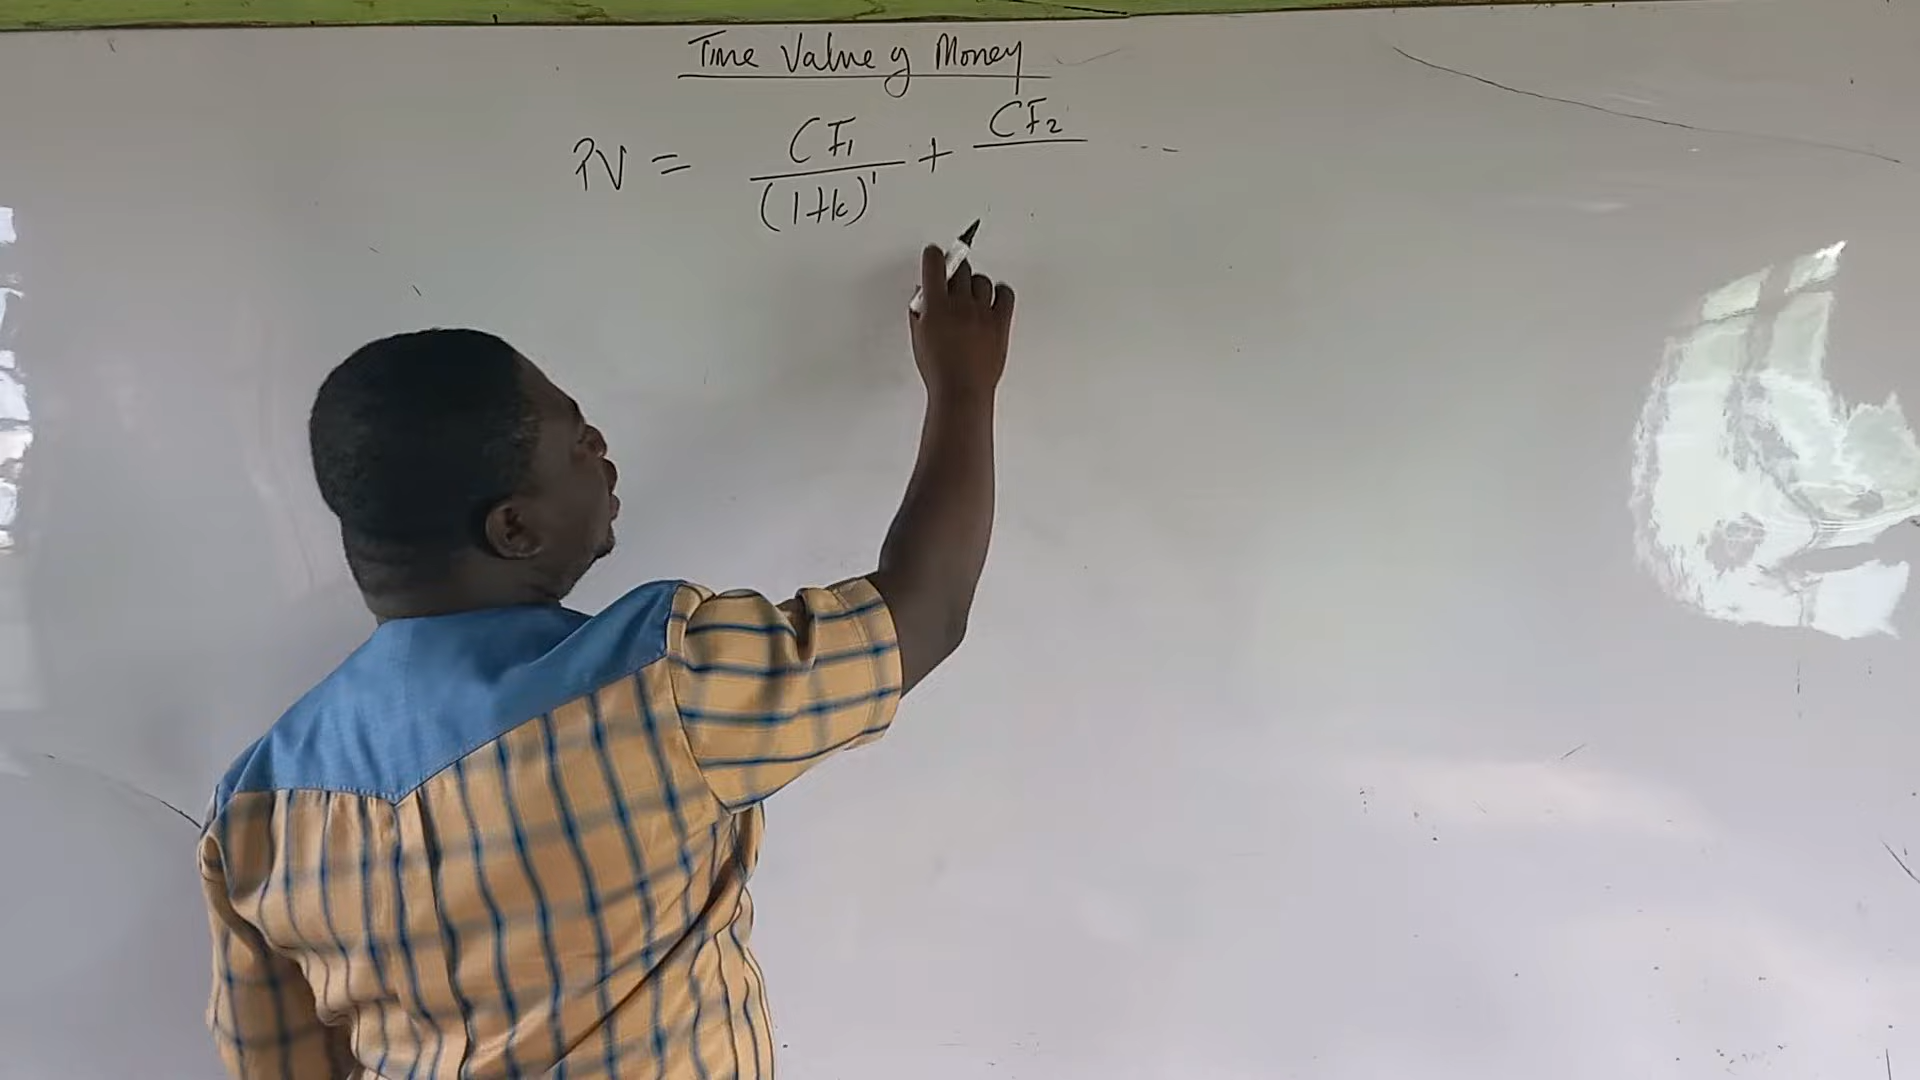 Time Value of Money
PV = CF₁/(1+k)¹ + CF₂/ --